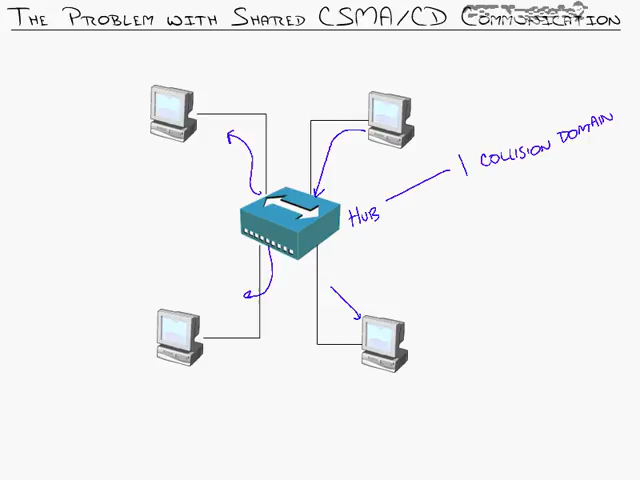 The Problem with Shared CSMA/CD Communication
1 Collision Domain
Hub